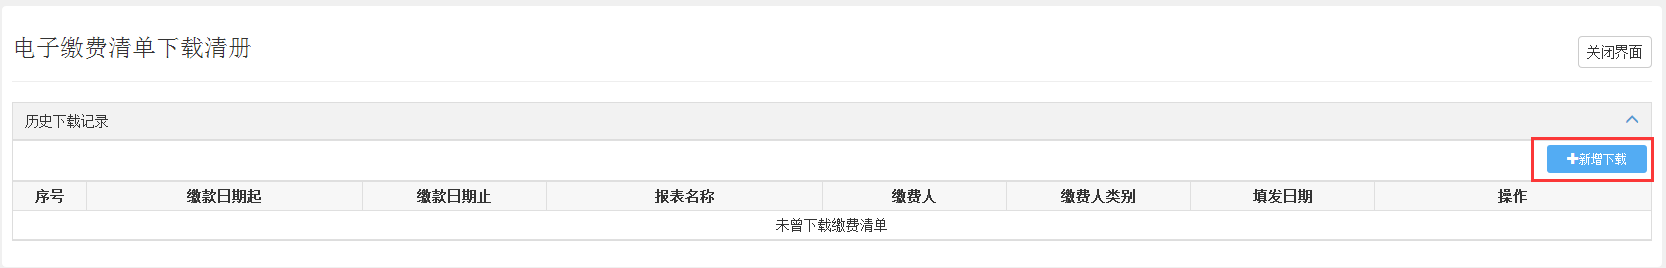 电子缴费清单下载清册
关闭界面
历史下载记录
新增下载
序号 缴款日期起 缴款日期止 报表名称 缴费人 缴费人类别 填发日期 操作
未曾下载缴费清单